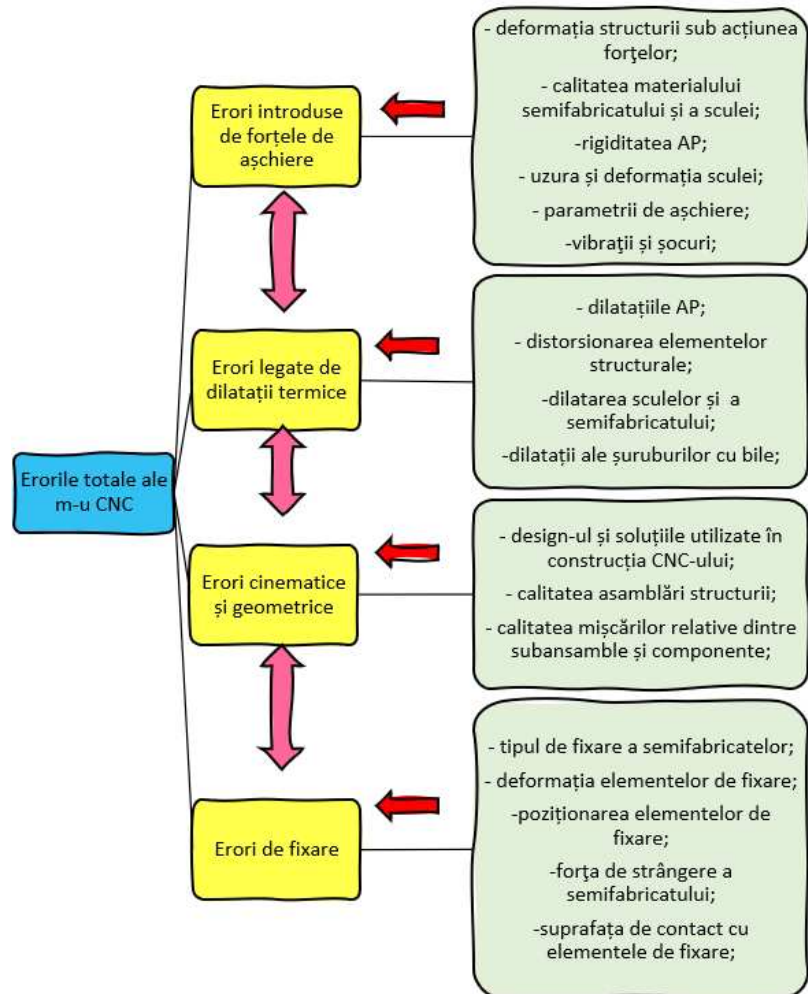 Erorile totale ale
m-u CNC
Erori introduse
de forțele de
așchiere
- deformația structurii sub acțiunea
forţelor;
- calitatea materialului
semifabricatului și a sculei;
-rigiditatea AP;
- uzura și deformația sculei;
- parametrii de așchiere;
-vibraţii și șocuri;
Erori legate de
dilatații termice
- dilatațiile AP;
- distorsionarea elementelor
structurale;
-dilatarea sculelor și a
semifabricatului;
-dilatații ale șuruburilor cu bile;
Erori cinematice
și geometrice
- design-ul și soluțiile utilizate în
construcția CNC-ului;
- calitatea asamblări structurii;
- calitatea mișcărilor relative dintre
subansamble și componente;
Erori de fixare
- tipul de fixare a semifabricatelor;
- deformația elementelor de fixare;
-poziționarea elementelor de
fixare;
-forţa de strângere a
semifabricatului;
-suprafața de contact cu
elementele de fixare;